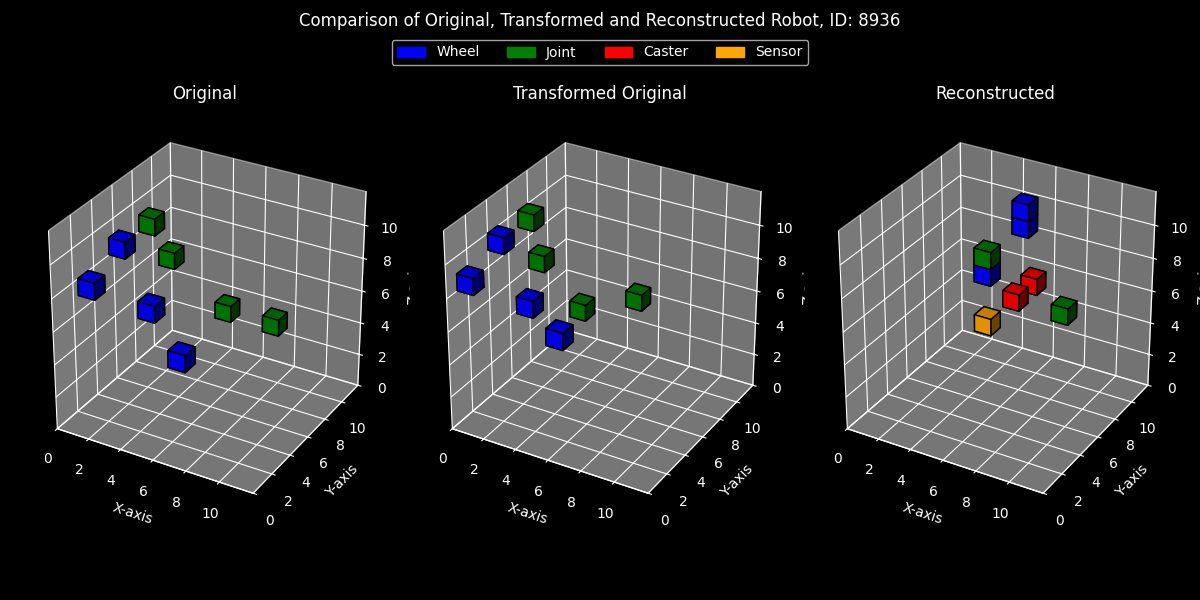 Comparison of Original, Transformed and Reconstructed Robot, ID: 8936
Wheel Joint Caster Sensor
Original Transformed Original Reconstructed
10 10 10
8 8 8
6 6 6
4 4 4
2 2 2
0 0 0
0 2 4 6 8 10 0 2 4 6 8 10 0 2 4 6 8 10
0 2 4 6 8 10 0 2 4 6 8 10 0 2 4 6 8 10
X-axis Y-axis X-axis Y-axis X-axis Y-axis